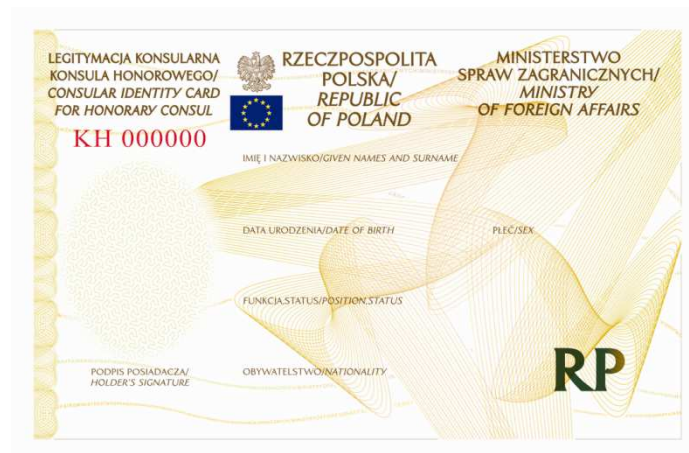 LEGITYMACJA KONSULARNA
KONSULA HONOROWEGO/
CONSULAR IDENTITY CARD
FOR HONORARY CONSUL
KH 000000
RZECZPOSPOLITA
POLSKA/
REPUBLIC
OF POLAND
MINISTERSTWO
SPRAW ZAGRANICZNYCH/
MINISTRY
OF FOREIGN AFFAIRS
IMIĘ I NAZWISKO/GIVEN NAMES AND SURNAME
DATA URODZENIA/DATE OF BIRTH
PŁEĆ/SEX
FUNKCJA,STATUS/POSITION,STATUS
PODPIS POSIADACZA/
HOLDER'S SIGNATURE
OBYWATELSTWO/NATIONALITY
RP